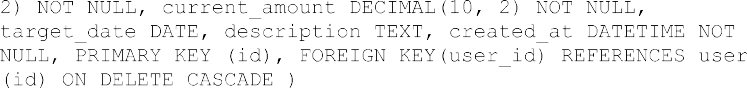 2) NOT NULL, current_amount DECIMAL(10, 2) NOT NULL,
target_date DATE, description TEXT, created_at DATETIME NOT
NULL, PRIMARY KEY (id), FOREIGN KEY(user_id) REFERENCES user
(id) ON DELETE CASCADE )